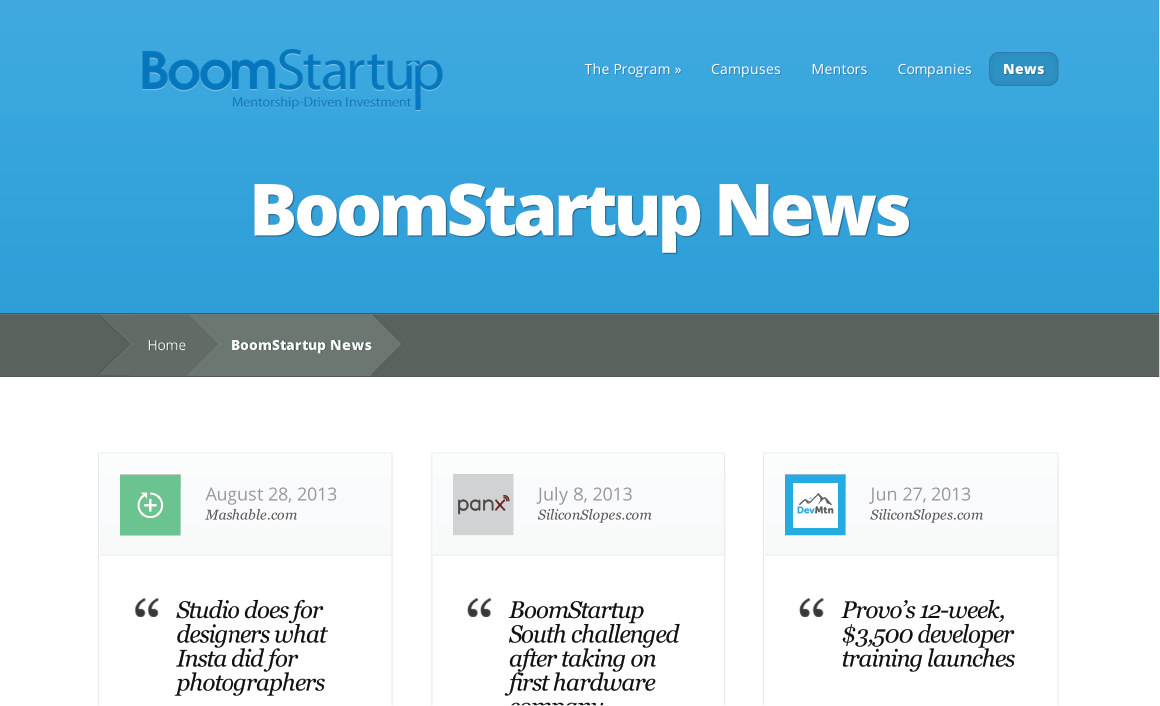 BoomStartup
Mentorship-Driven Investment
The Program »
Campuses
Mentors
Companies
News
BoomStartup News
Home
BoomStartup News
August 28, 2013
Mashable.com
“ Studio does for
designers what
Insta did for
photographers
panx
July 8, 2013
SiliconSlopes.com
“ BoomStartup
South challenged
after taking on
first hardware
company
DevMtn
Jun 27, 2013
SiliconSlopes.com
“ Provo’s 12-week,
$3,500 developer
training launches